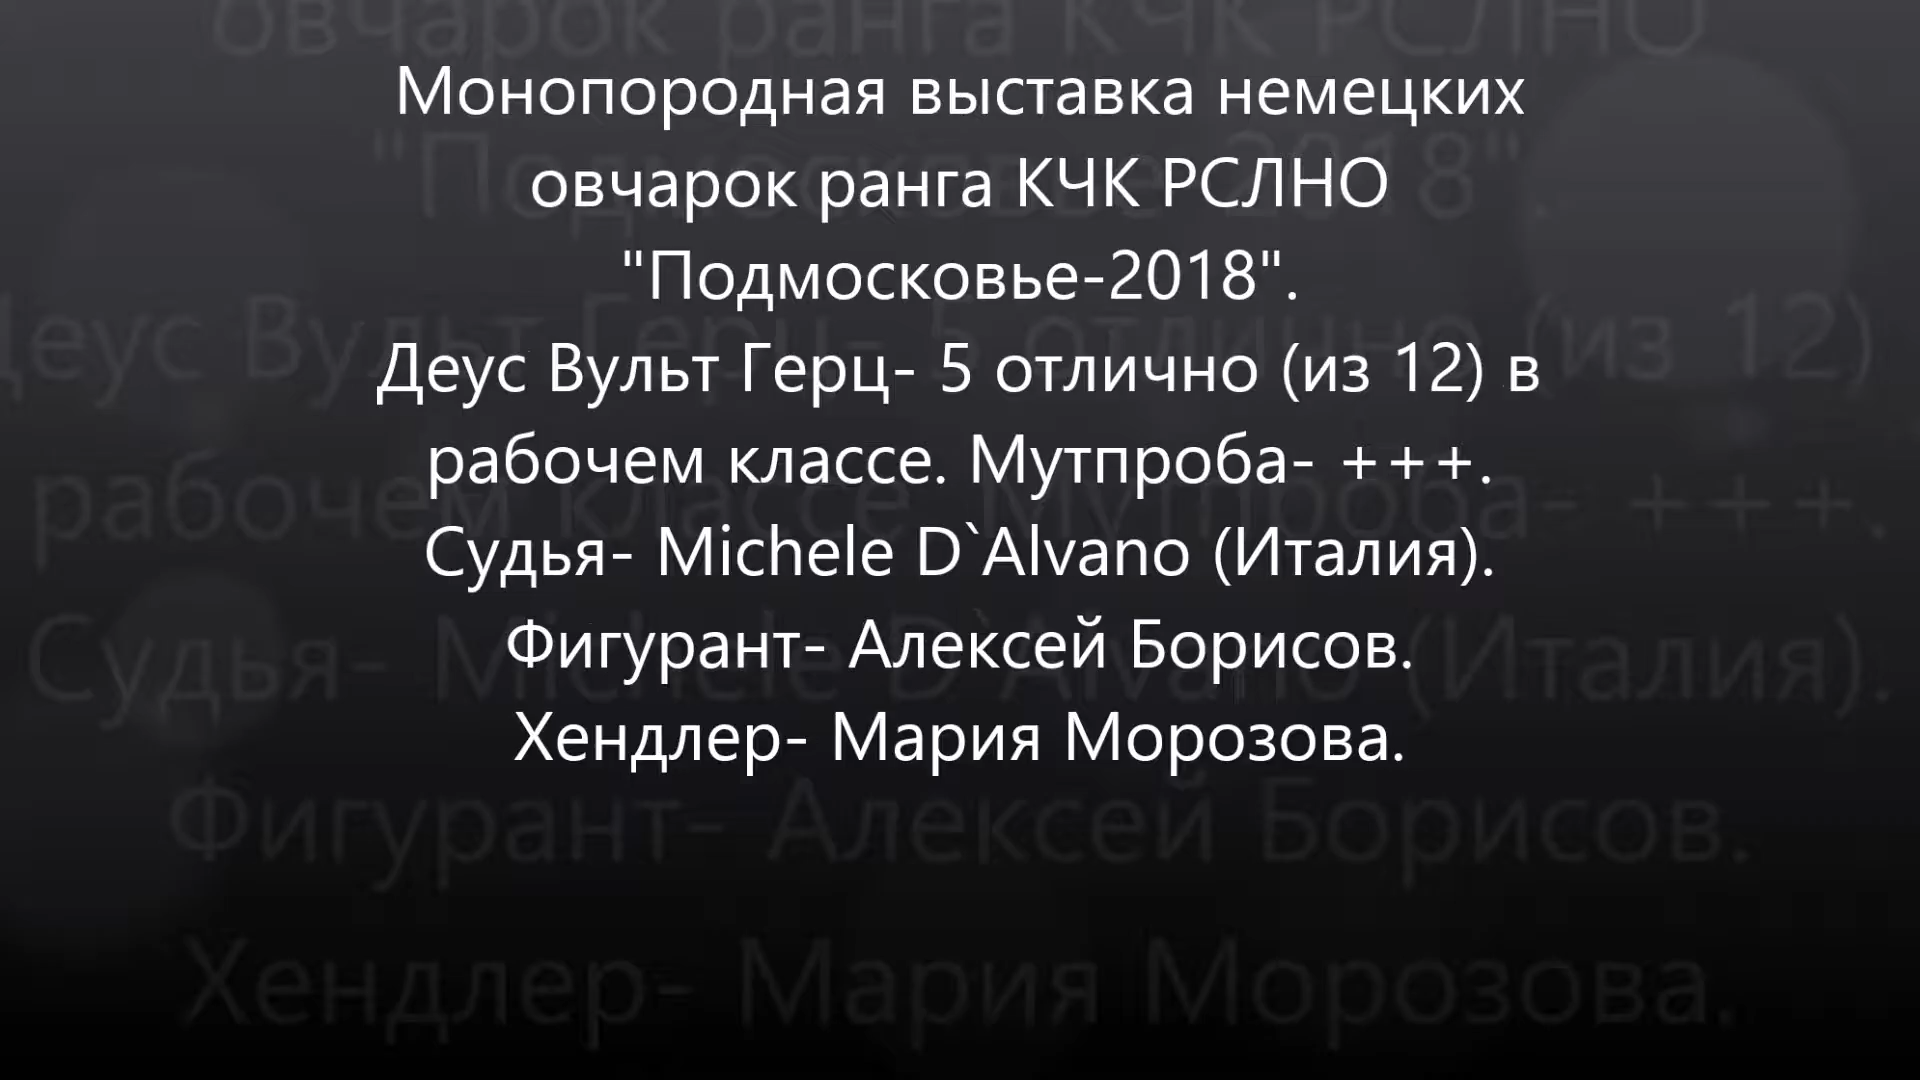 Монопородная выставка немецких
овчарок ранга КЧК РСЛНО
"Подмосковье-2018".
Деус Вульт Герц- 5 отлично (из 12) в
рабочем классе. Мутпроба- +++.
Судья- Michele D`Alvano (Италия).
Фигурант- Алексей Борисов.
Хендлер- Мария Морозова.